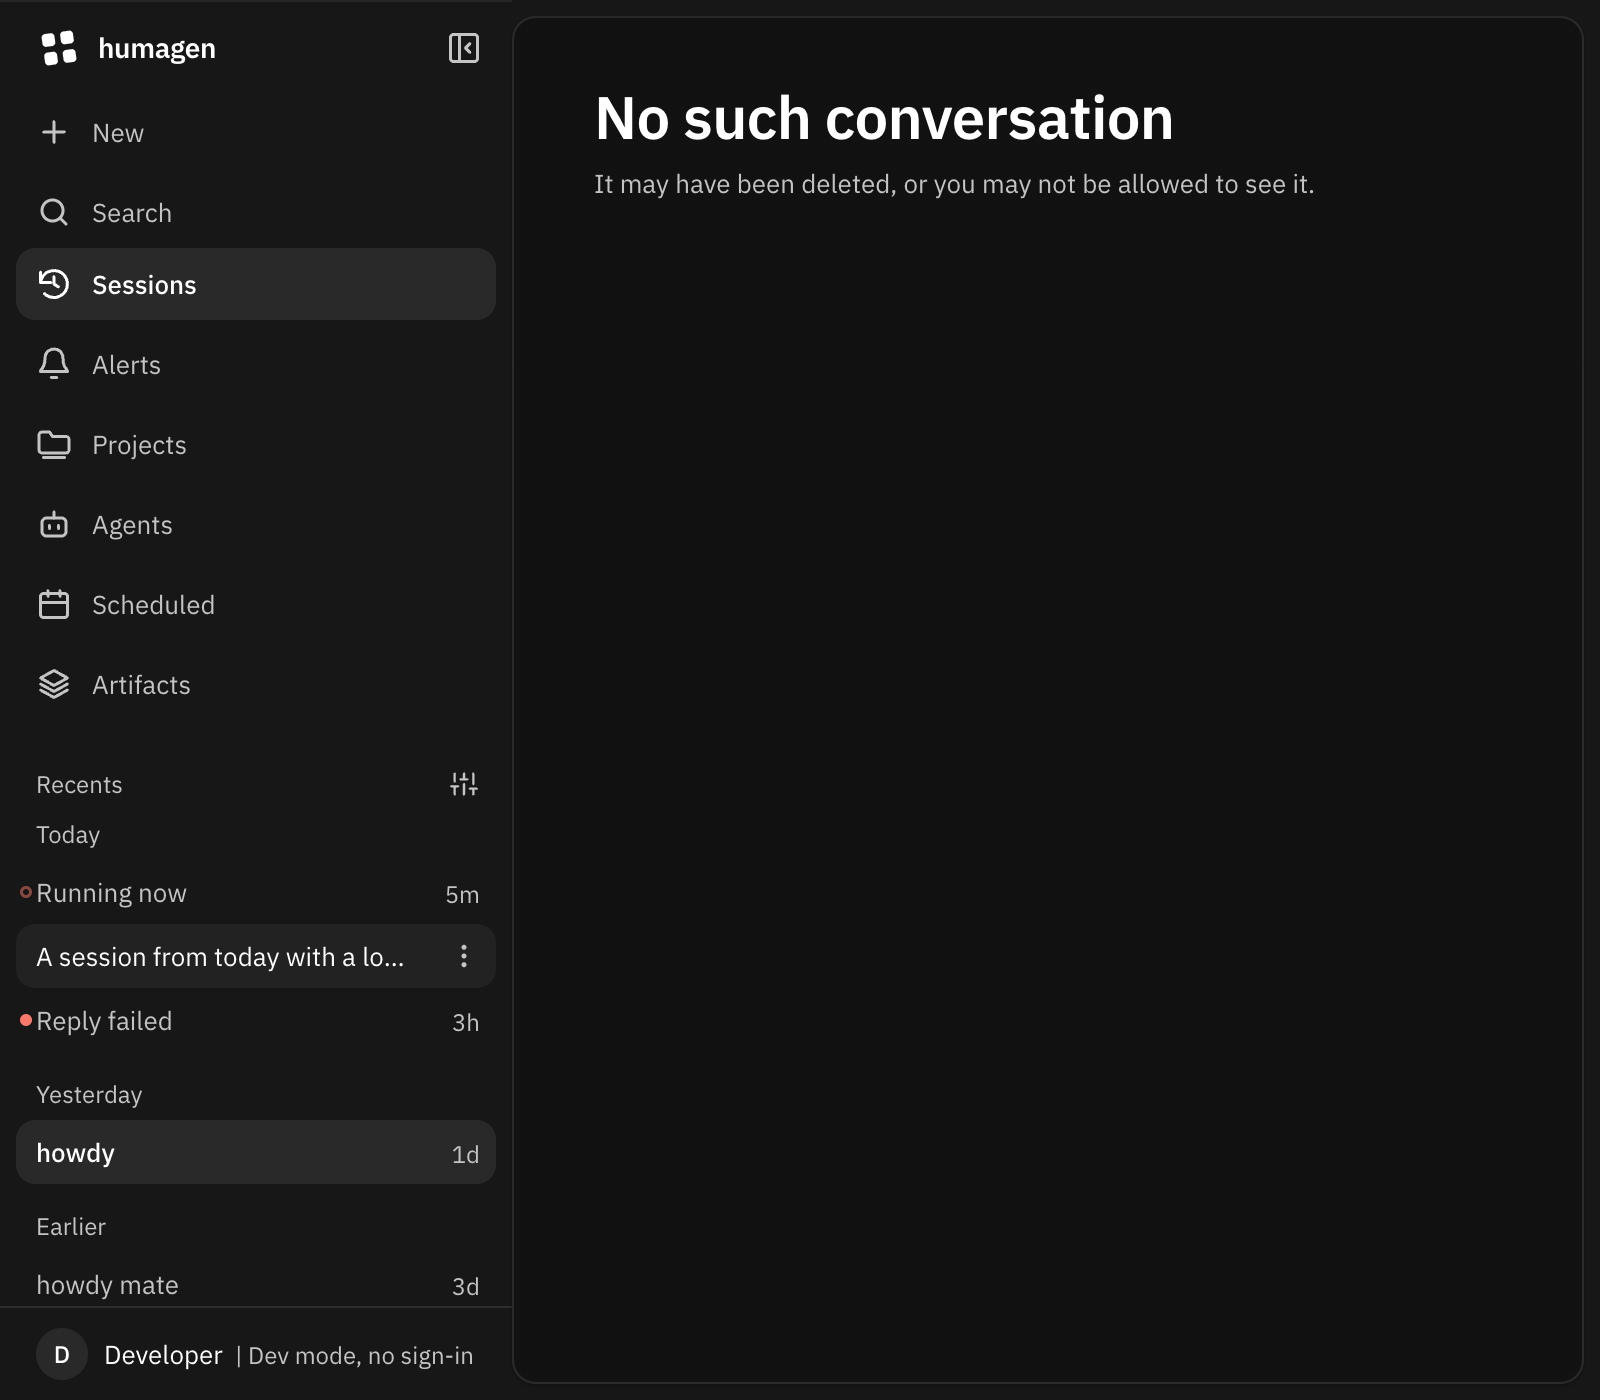 humagen
New
Search
Sessions
Alerts
Projects
Agents
Scheduled
Artifacts
Recents
Today
Running now 5m
A session from today with a lo...
Reply failed 3h
Yesterday
howdy 1d
Earlier
howdy mate 3d
D Developer | Dev mode, no sign-in
No such conversation
It may have been deleted, or you may not be allowed to see it.